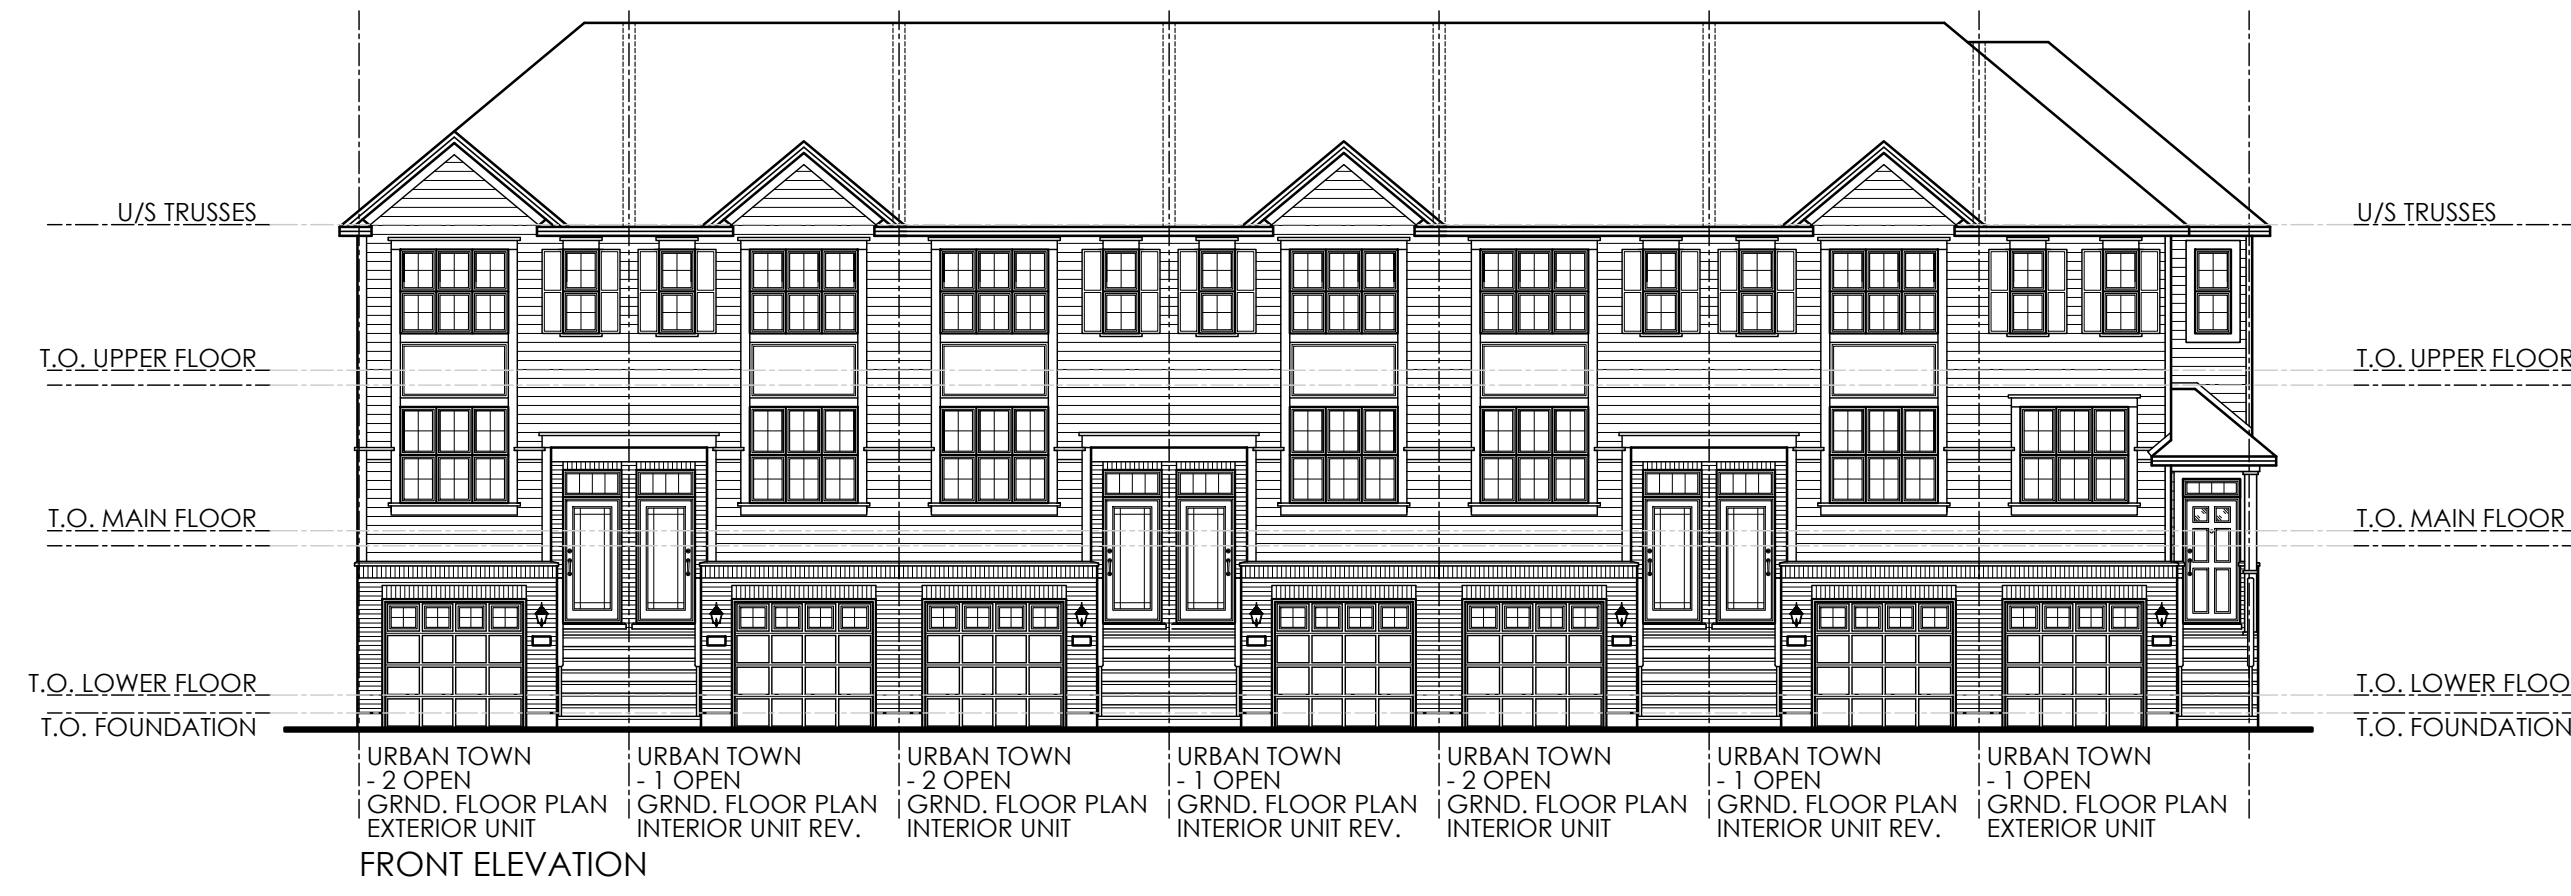 U/S TRUSSES
U/S TRUSSES
T.O. UPPER FLOOR
T.O. UPPER FLOOR
T.O. MAIN FLOOR
T.O. MAIN FLOOR
T.O. LOWER FLOOR
T.O. LOWER FLOO
T.O. FOUNDATION
T.O. FOUNDATION
URBAN TOWN
- 2 OPEN
GRND. FLOOR PLAN
EXTERIOR UNIT
URBAN TOWN
- 1 OPEN
GRND. FLOOR PLAN
INTERIOR UNIT REV.
URBAN TOWN
- 2 OPEN
GRND. FLOOR PLAN
INTERIOR UNIT
URBAN TOWN
- 1 OPEN
GRND. FLOOR PLAN
INTERIOR UNIT REV.
URBAN TOWN
- 2 OPEN
GRND. FLOOR PLAN
INTERIOR UNIT
URBAN TOWN
- 1 OPEN
GRND. FLOOR PLAN
INTERIOR UNIT REV.
URBAN TOWN
- 1 OPEN
GRND. FLOOR PLAN
EXTERIOR UNIT
FRONT ELEVATION